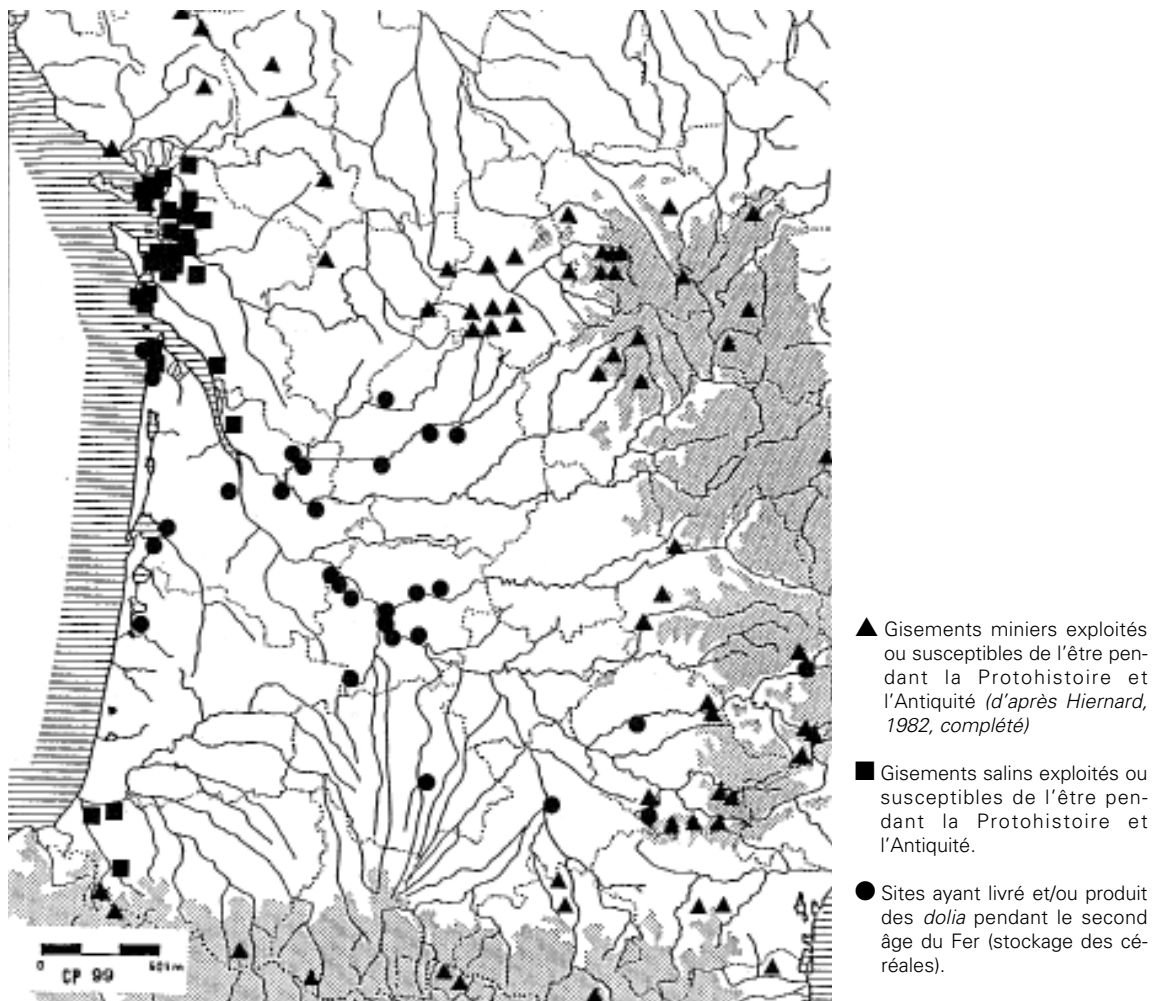 ▲ Gisements miniers exploités
ou susceptibles de l'être pen-
dant la Protohistoire et
l'Antiquité (d'après Hiernard,
1982, complété)
■ Gisements salins exploités ou
susceptibles de l'être pen-
dant la Protohistoire et
l'Antiquité.
● Sites ayant livré et/ou produit
des dolia pendant le second
âge du Fer (stockage des cé-
réales).
0
CP 99